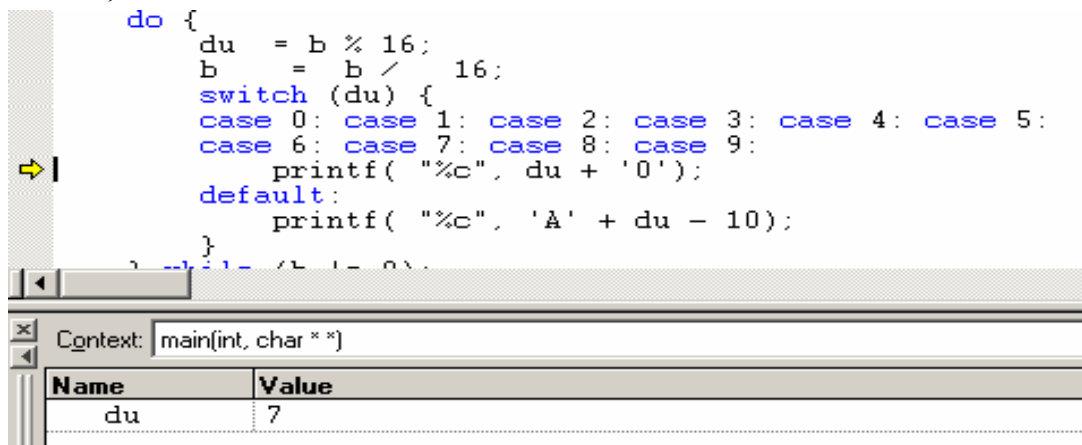 do {
du = b % 16;
b = b / 16;
switch (du) {
case 0: case 1: case 2: case 3: case 4: case 5:
case 6: case 7: case 8: case 9:
printf( "%c", du + '0');
default:
printf( "%c", 'A' + du - 10);
}
} while (b != 0);
Context: main(int, char * *)
Name Value
du 7